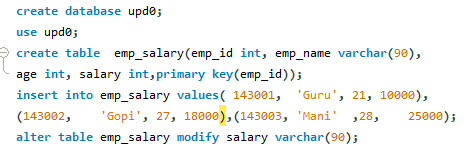 create database upd0;
use upd0;
create table  emp_salary(emp_id int, emp_name varchar(90),
age int, salary int,primary key(emp_id));
insert into emp_salary values( 143001,  'Guru', 21, 10000),
(143002,    'Gopi', 27, 18000),(143003, 'Mani'  ,28,    25000);
alter table emp_salary modify salary varchar(90);